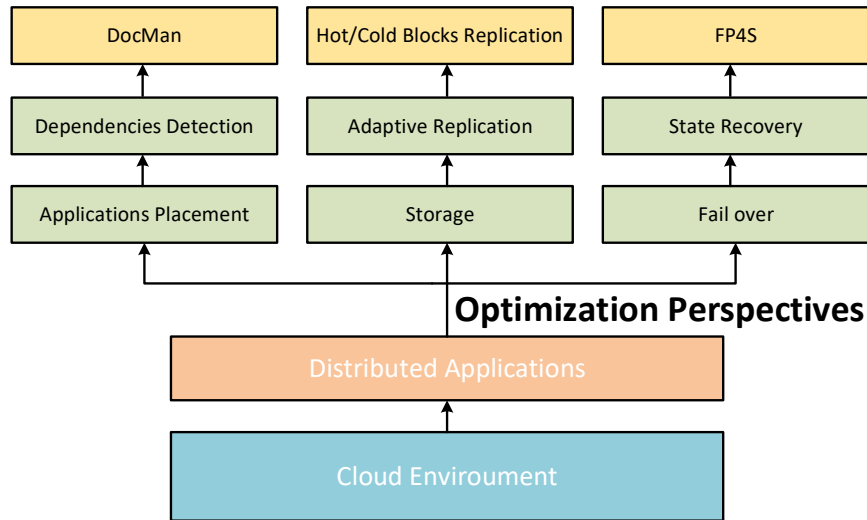 DocMan
Hot/Cold Blocks Replication
FP4S
Dependencies Detection
Adaptive Replication
State Recovery
Applications Placement
Storage
Fail over
Optimization Perspectives
Distributed Applications
Cloud Enviroument